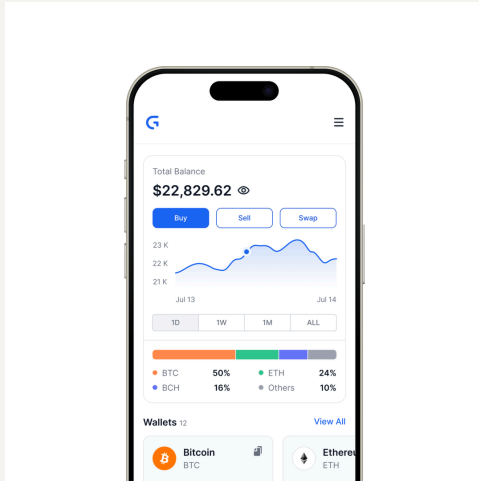 G
Total Balance
$22,829.62
Buy Sell Swap
23 K
22 K
21 K
Jul 13 Jul 14
1D 1W 1M ALL
BTC 50% ETH 24%
BCH 16% Others 10%
Wallets 12 View All
Bitcoin
BTC
Ethereu
ETH